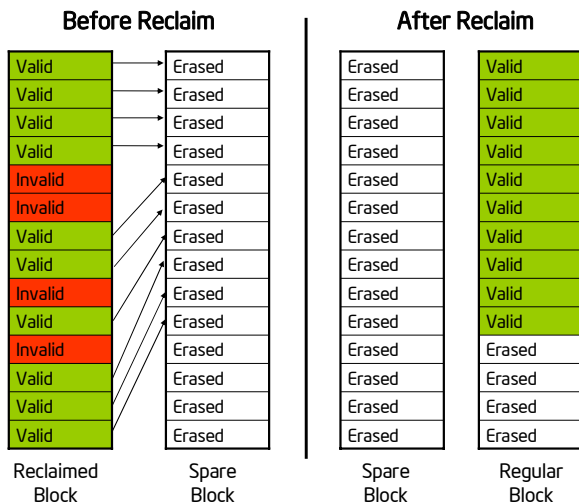 Before Reclaim After Reclaim
Valid Erased Erased Valid
Valid Erased Erased Valid
Valid Erased Erased Valid
Valid Erased Erased Valid
Invalid Erased Erased Valid
Invalid Erased Erased Valid
Valid Erased Erased Valid
Valid Erased Erased Valid
Invalid Erased Erased Valid
Valid Erased Erased Valid
Invalid Erased Erased Erased
Valid Erased Erased Erased
Valid Erased Erased Erased
Valid Erased Erased Erased
Reclaimed Spare Spare Regular
Block Block Block Block